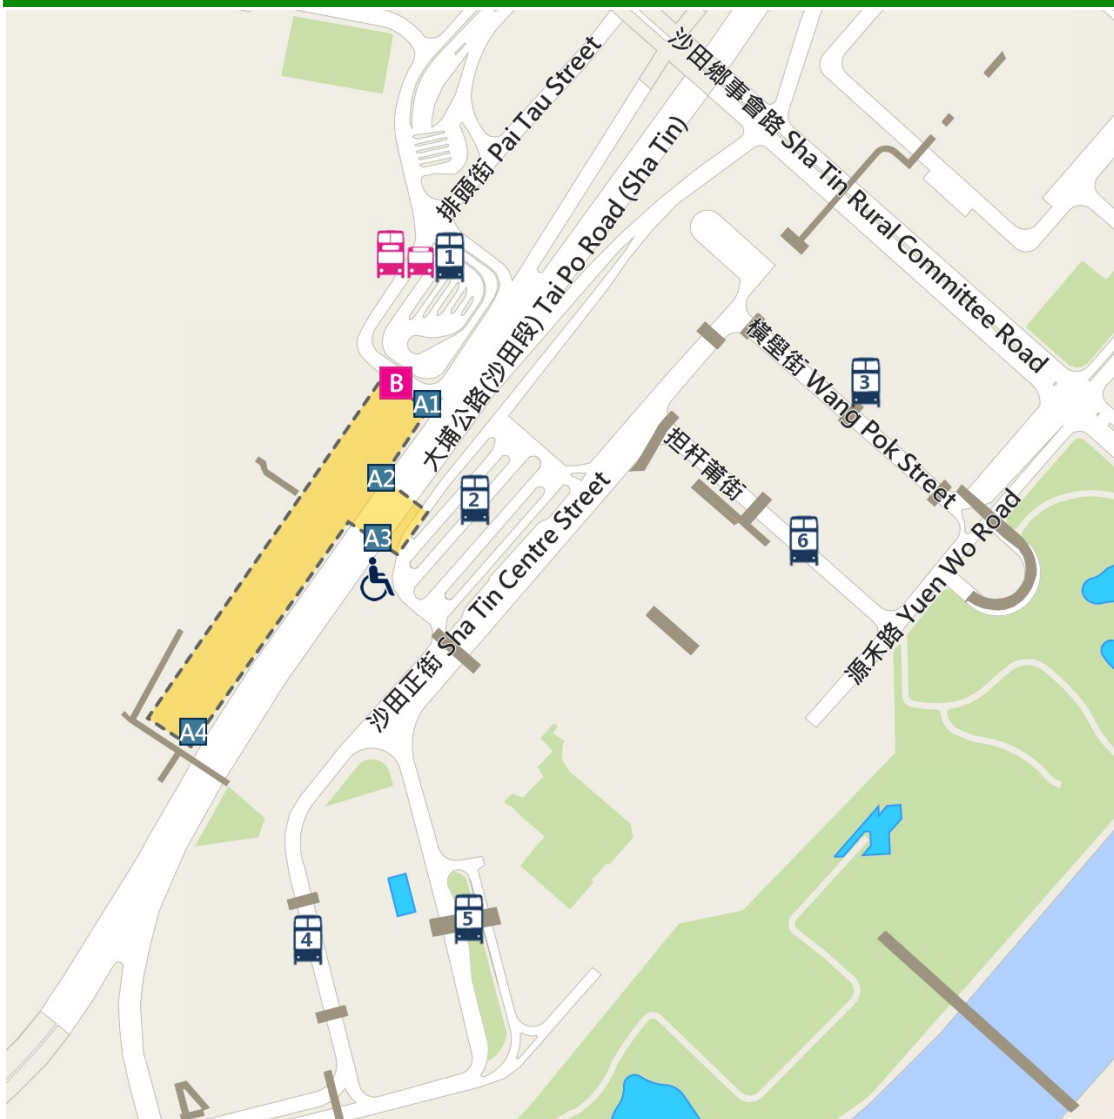 沙田鄉事會路 Sha Tin Rural Committee Road
排頭街 Pai Tau Street
大埔公路(沙田段) Tai Po Road (Sha Tin)
1
橫壆街 Wang Pok Street
3
B
A1
担杆莆街
A2
2
A3
6
沙田正街 Sha Tin Centre Street
源禾路 Yuen Wo Road
A4
4
5